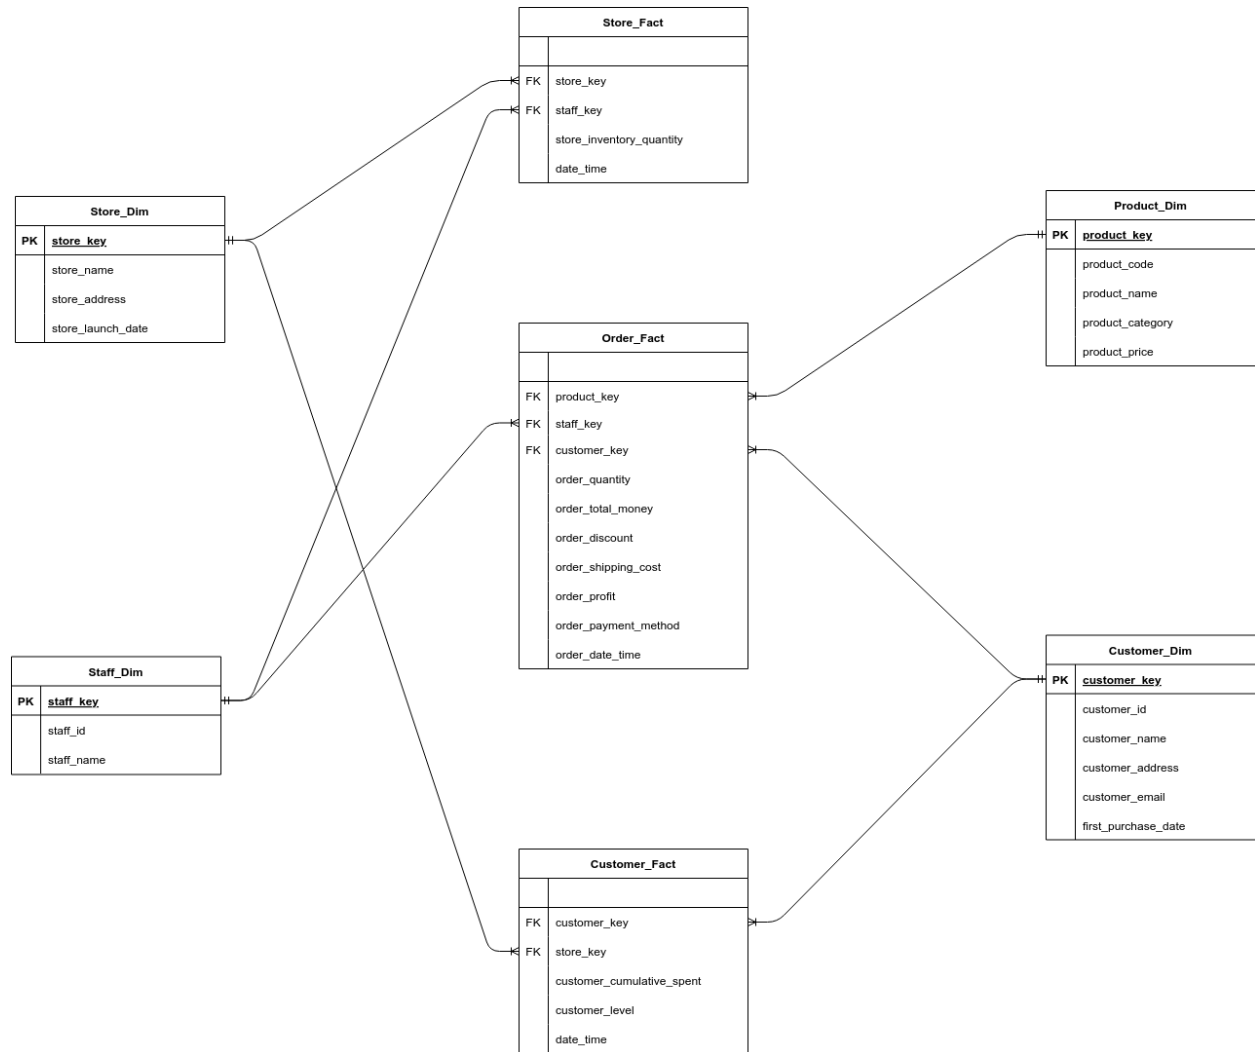 Store_Fact
FK store_key
FK staff_key
store_inventory_quantity
date_time
Store_Dim
PK store_key
store_name
store_address
store_launch_date
Product_Dim
PK product_key
product_code
product_name
product_category
product_price
Order_Fact
FK product_key
FK staff_key
FK customer_key
order_quantity
order_total_money
order_discount
order_shipping_cost
order_profit
order_payment_method
order_date_time
Staff_Dim
PK staff_key
staff_id
staff_name
Customer_Dim
PK customer_key
customer_id
customer_name
customer_address
customer_email
first_purchase_date
Customer_Fact
FK customer_key
FK store_key
customer_cumulative_spent
customer_level
date_time